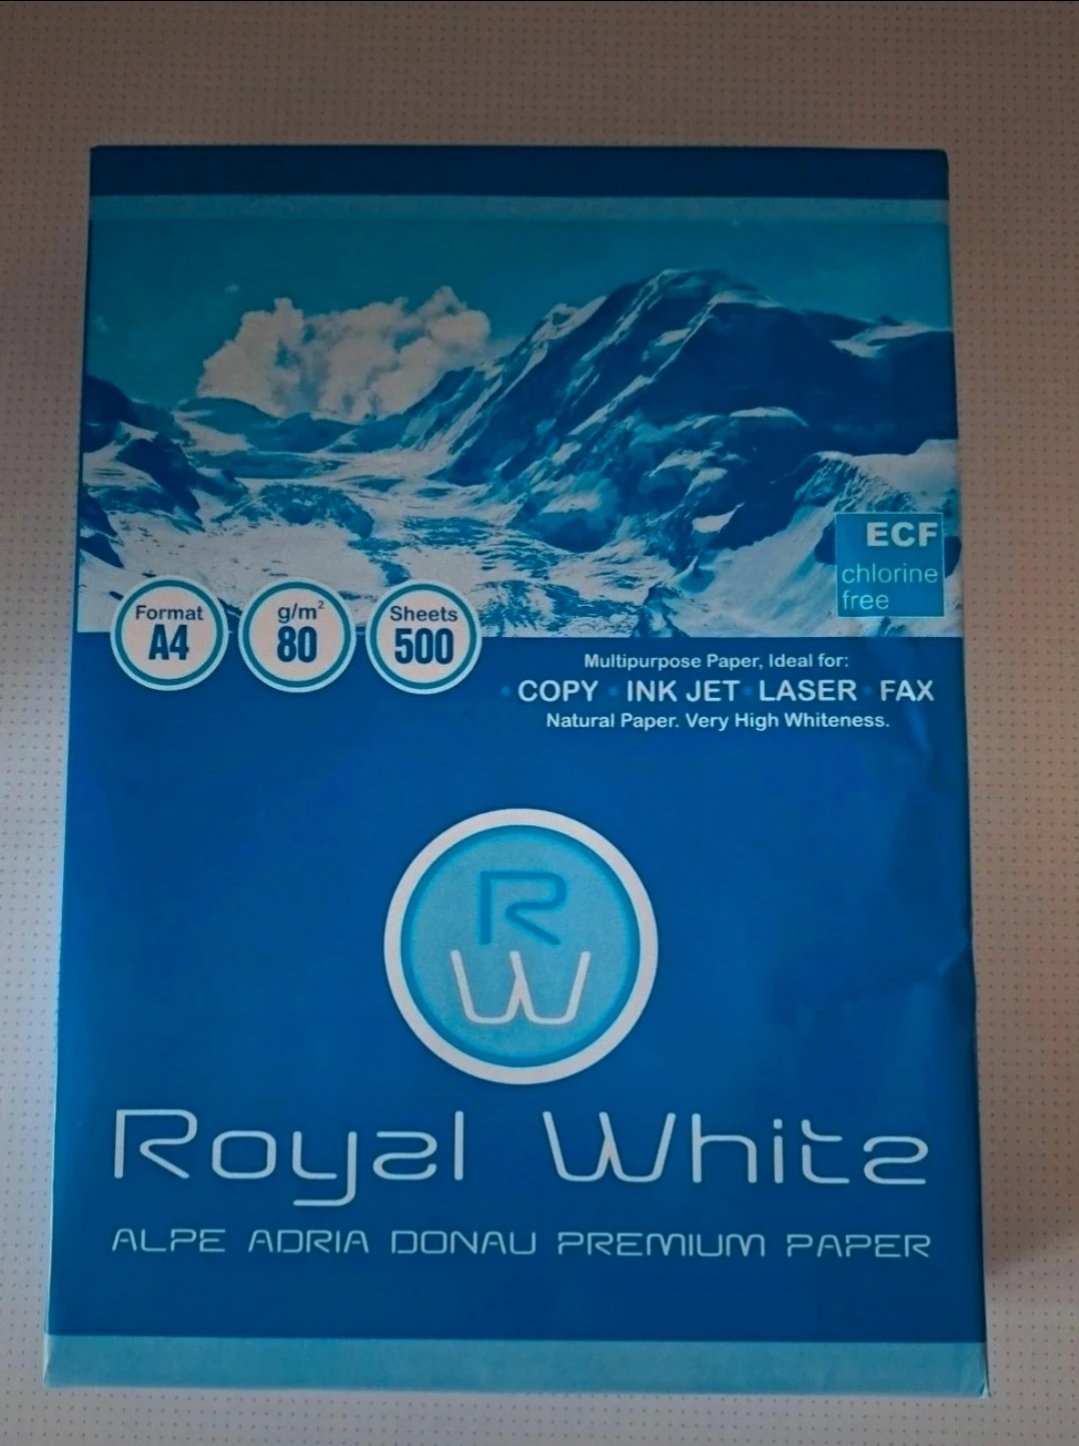 ECF
chlorine
free
Format
A4
g/m²
80
Sheets
500
Multipurpose Paper, Ideal for:
COPY • INK JET • LASER • FAX
Natural Paper. Very High Whiteness.
R
W
Royal White
ALPE ADRIA DONAU PREMIUM PAPER